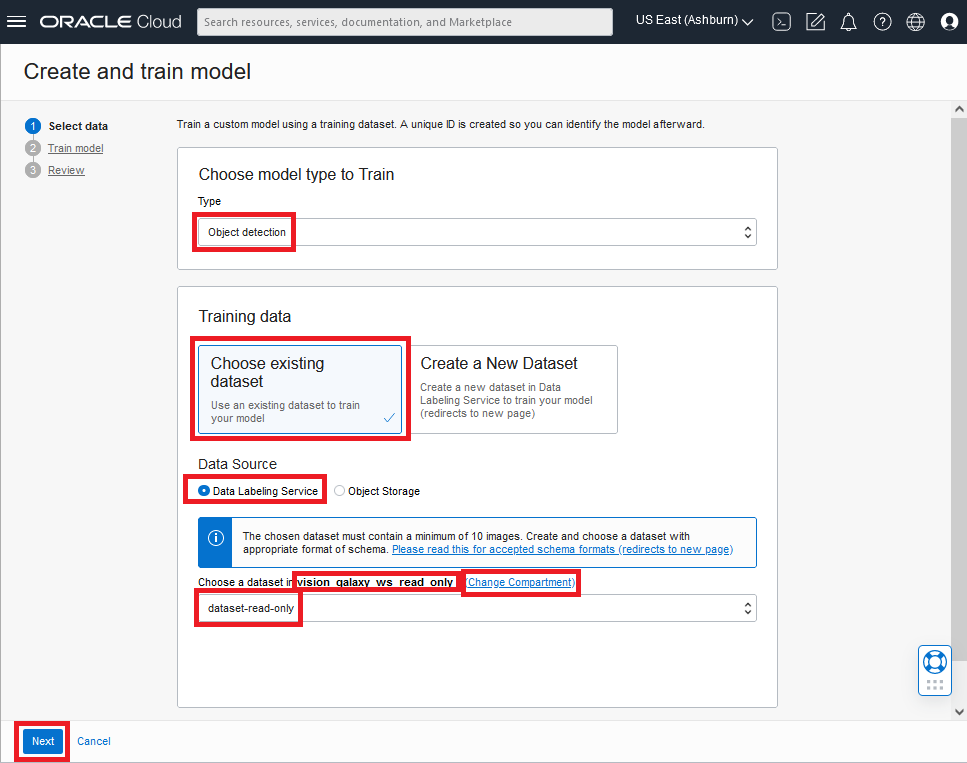 ORACLE Cloud
Search resources, services, documentation, and Marketplace
US East (Ashburn)
Create and train model
1 Select data
2 Train model
3 Review
Train a custom model using a training dataset. A unique ID is created so you can identify the model afterward.
Choose model type to Train
Type
Object detection
Training data
Choose existing
dataset
Use an existing dataset to train
your model
Create a New Dataset
Create a new dataset in Data
Labeling Service to train your model
(redirects to new page)
Data Source
Data Labeling Service
Object Storage
The chosen dataset must contain a minimum of 10 images. Create and choose a dataset with
appropriate format of schema. Please read this for accepted schema formats (redirects to new page)
Choose a dataset in vision_galaxy_ws_read_only (Change Compartment)
dataset-read-only
Next
Cancel